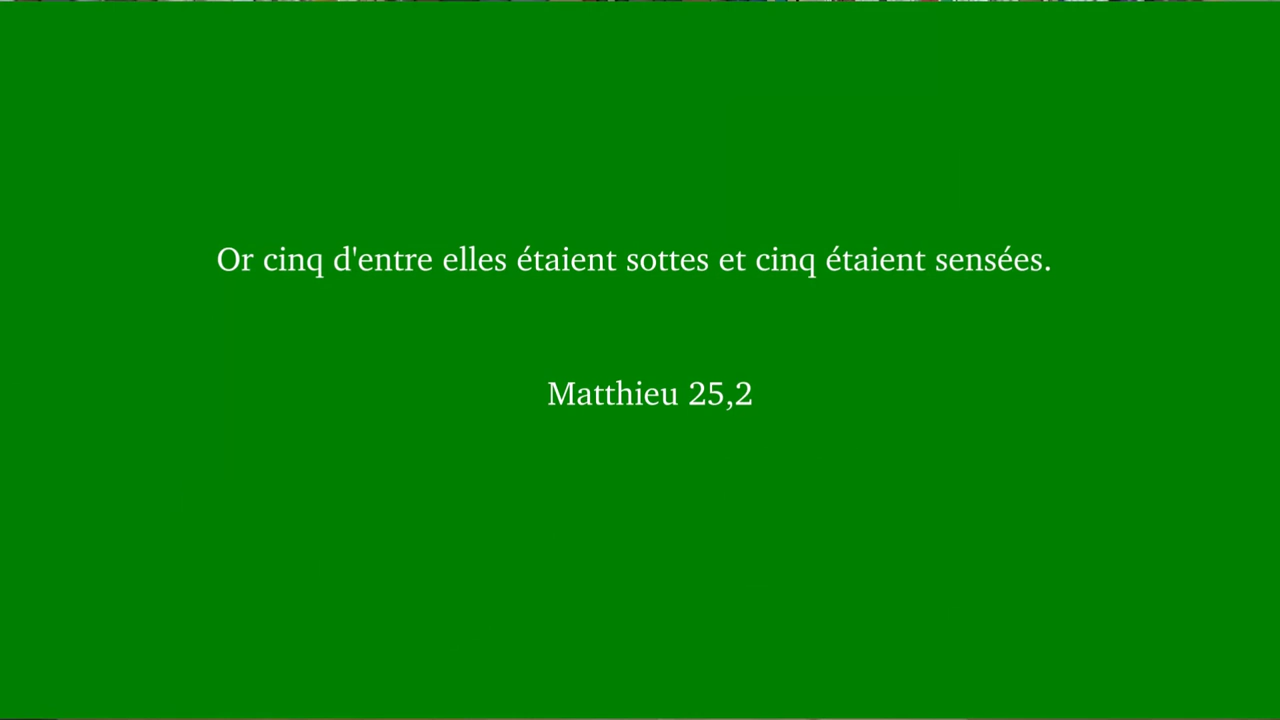 Or cinq d'entre elles étaient sottes et cinq étaient sensées.
Matthieu 25,2